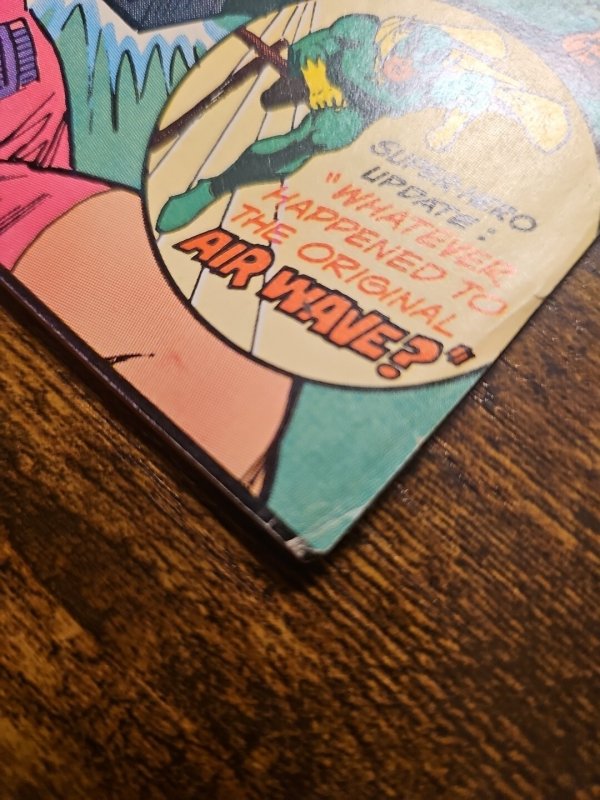 SUPER-HERO
UPDATE:
"WHATEVER
HAPPENED TO
THE ORIGINAL
AIR WAVE?"